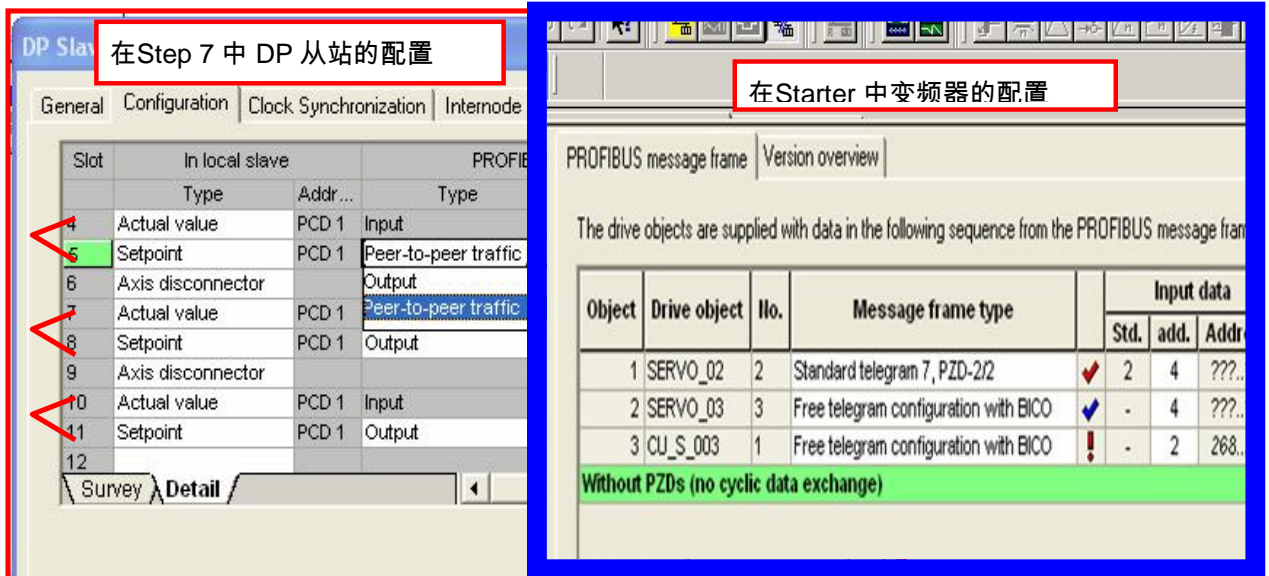 DP Slav
在Step 7 中 DP 从站的配置
General Configuration Clock Synchronization Internode
Slot In local slave PROFIB
Type Addr... Type
4 Actual value PCD 1 Input
5 Setpoint PCD 1 Peer-to-peer traffic
6 Axis disconnector Output
7 Actual value PCD 1 Peer-to-peer traffic
8 Setpoint PCD 1 Output
9 Axis disconnector
10 Actual value PCD 1 Input
11 Setpoint PCD 1 Output
12
Survey Detail
在Starter 中变频器的配置
PROFIBUS message frame Version overview
The drive objects are supplied with data in the following sequence from the PROFIBUS message fram
Object Drive object No. Message frame type Input data
Std. add. Addre
1 SERVO_02 2 Standard telegram 7, PZD-2/2 2 4 ???..
2 SERVO_03 3 Free telegram configuration with BICO - 4 ???..
3 CU_S_003 1 Free telegram configuration with BICO - 2 268..
Without PZDs (no cyclic data exchange)